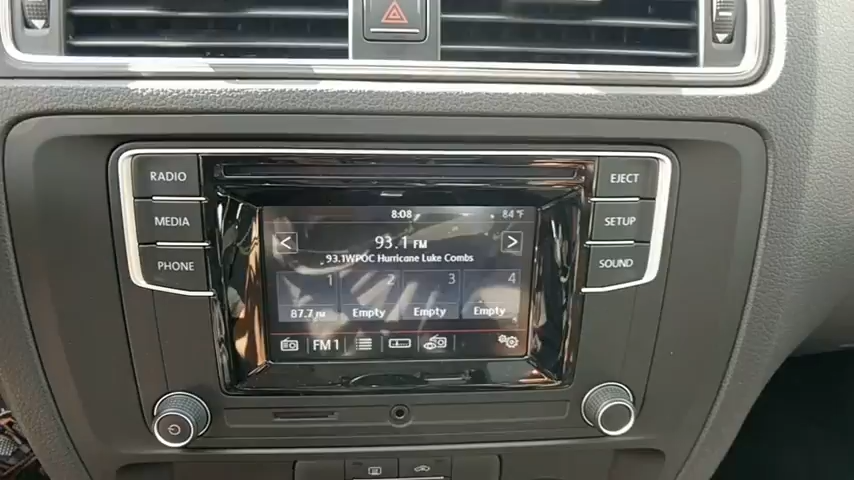 RADIO
MEDIA
PHONE
EJECT
SETUP
SOUND
8:08
84°F
93.1 FM
93.1WPOC Hurricane Luke Combs
1 2 3 4
87.7 FM Empty Empty Empty
FM1